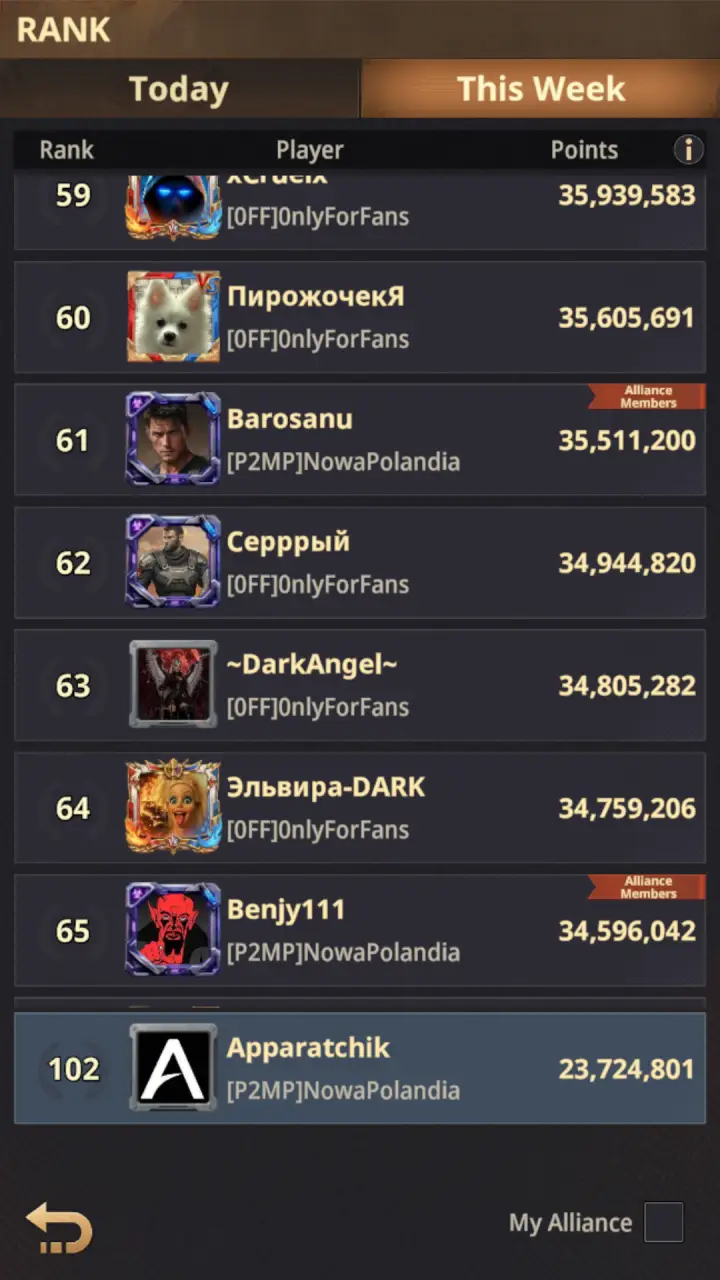 RANK
Today
This Week
Rank
Player
Points
59
xCruelx
[0FF]0nlyForFans
35,939,583
60
ПирожочекЯ
[0FF]0nlyForFans
35,605,691
Alliance
Members
61
Barosanu
[P2MP]NowaPolandia
35,511,200
62
Серррый
[0FF]0nlyForFans
34,944,820
63
~DarkAngel~
[0FF]0nlyForFans
34,805,282
64
Эльвира-DARK
[0FF]0nlyForFans
34,759,206
Alliance
Members
65
Benjy111
[P2MP]NowaPolandia
34,596,042
102
Apparatchik
[P2MP]NowaPolandia
23,724,801
My Alliance